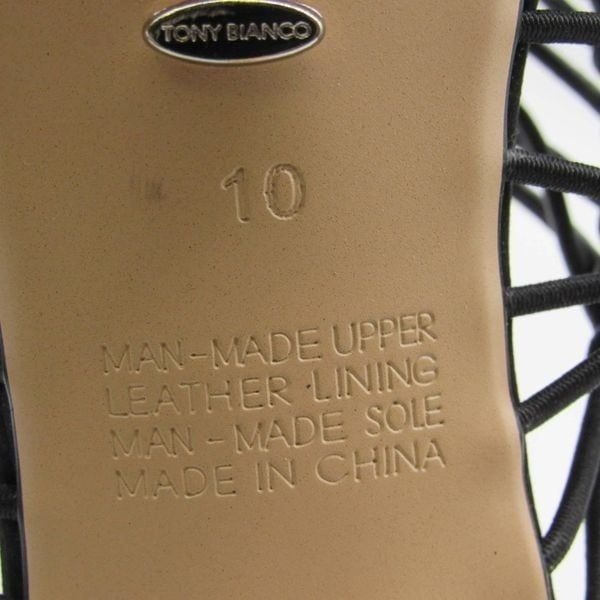 TONY BIANCO
10
MAN-MADE UPPER
LEATHER LINING
MAN-MADE SOLE
MADE IN CHINA